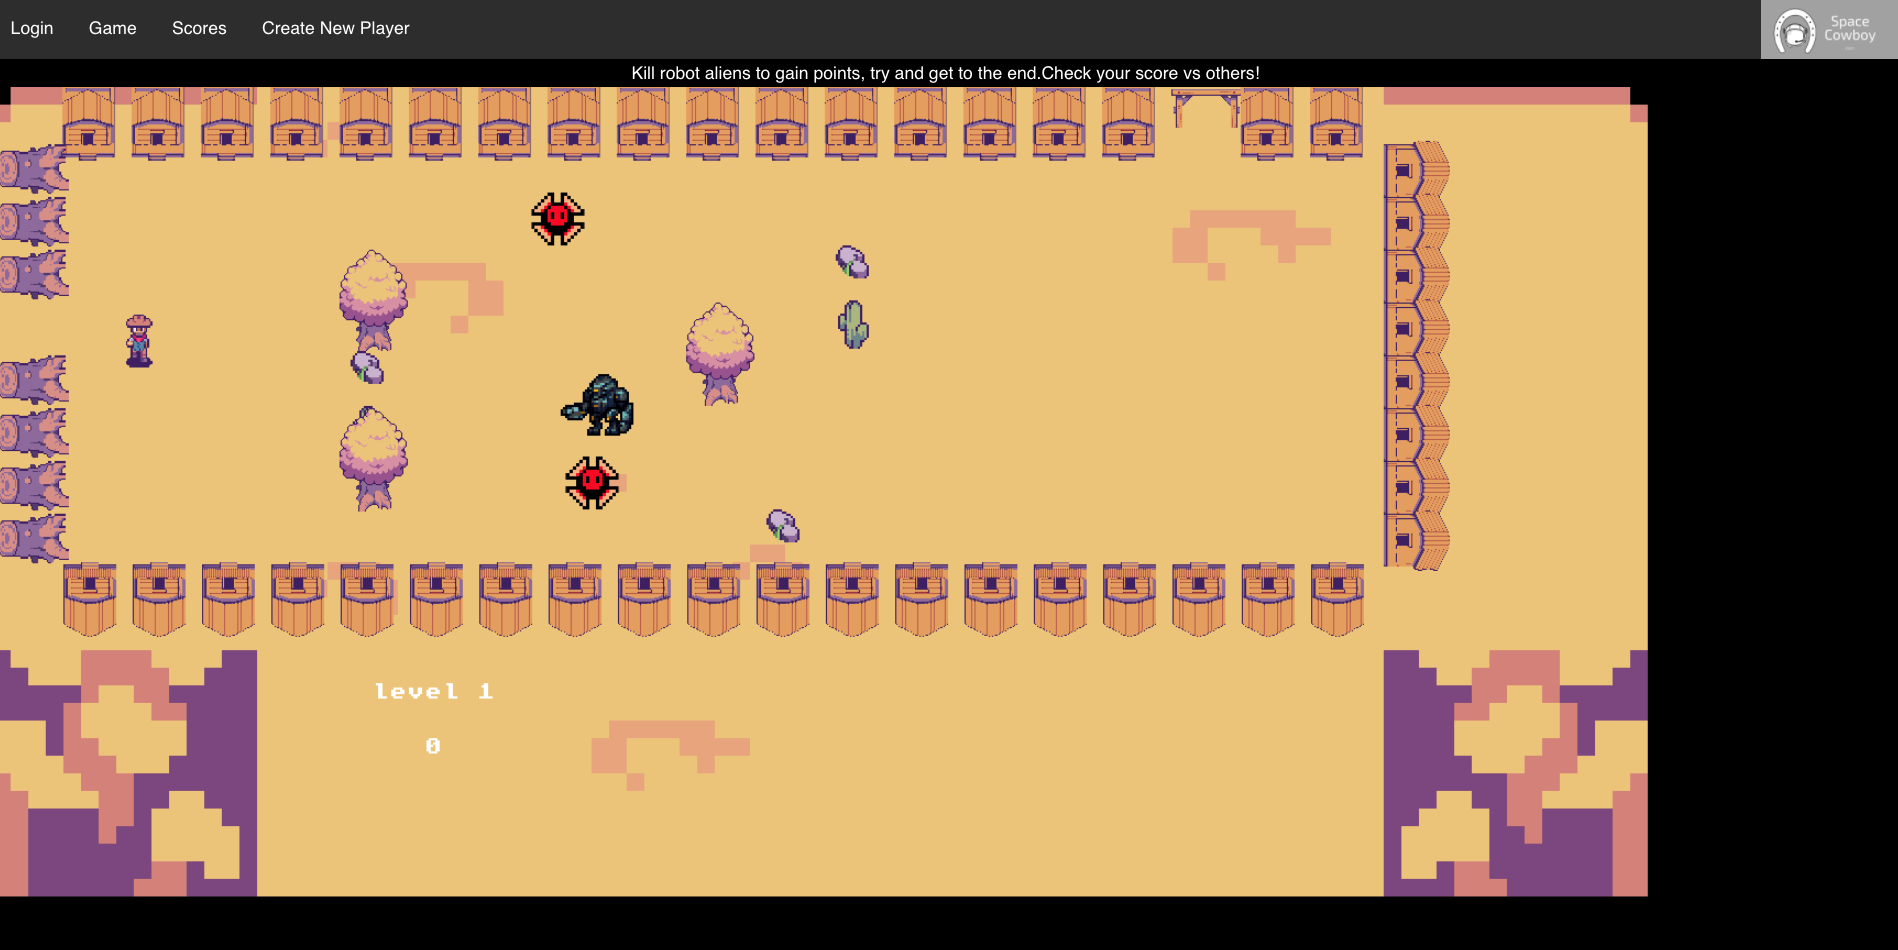 Login Game Scores Create New Player
Space
Cowboy
Kill robot aliens to gain points, try and get to the end.Check your score vs others!
level 1
0